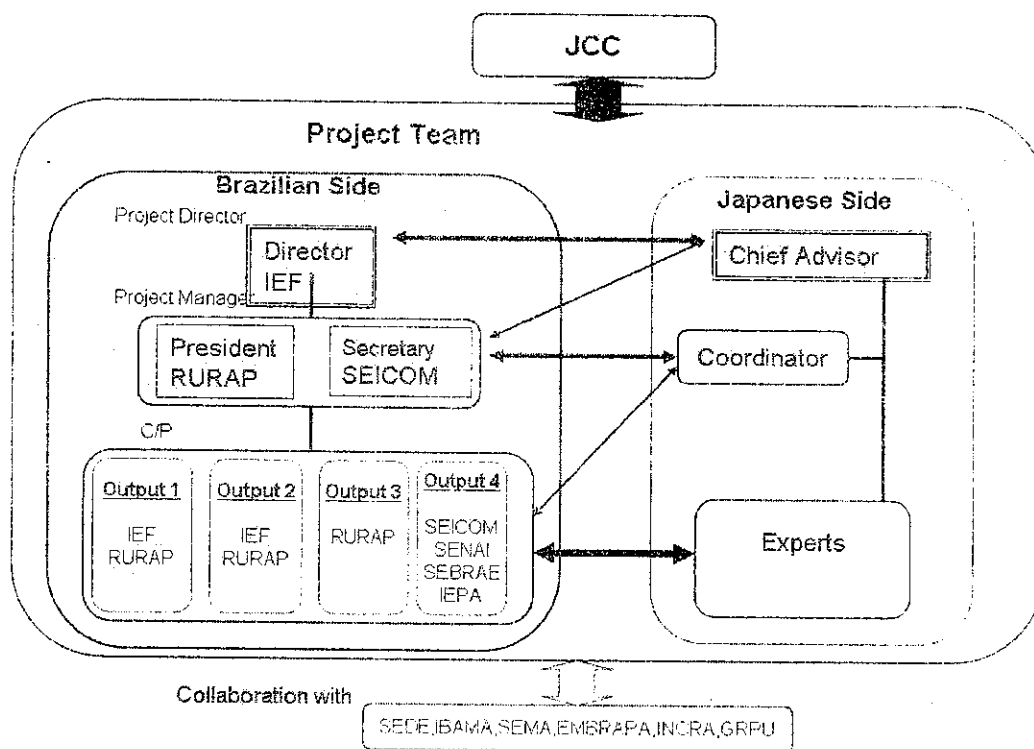 JCC
Project Team
Brazilian Side
Japanese Side
Project Director
Director
IEF
Chief Advisor
Project Manager
President
RURAP
Secretary
SEICOM
Coordinator
C/P
Output 1
IEF
RURAP
Output 2
IEF
RURAP
Output 3
RURAP
Output 4
SEICOM
SENAI
SEBRAE
IEPA
Experts
Collaboration with
SEDE,IBAMA,SEMA,EMBRAPA,INCRA,GRPU